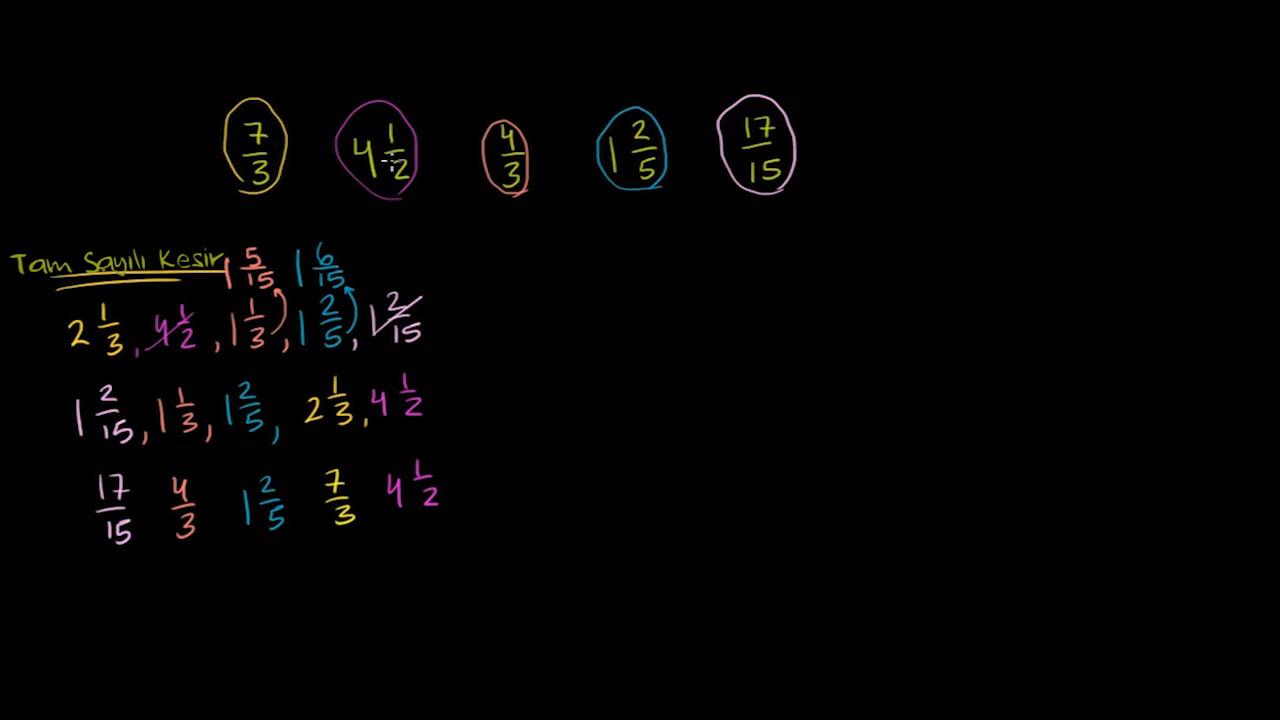 7/3 4 1/2 4/3 1 2/5 17/15
Tam Sayılı Kesir 1 5/15 1 6/15
2 1/3, 4 1/2, 1 1/3, 1 2/5, 1 2/15
1 2/15, 1 1/3, 1 2/5, 2 1/3, 4 1/2
17/15 4/3 1 2/5 7/3 4 1/2